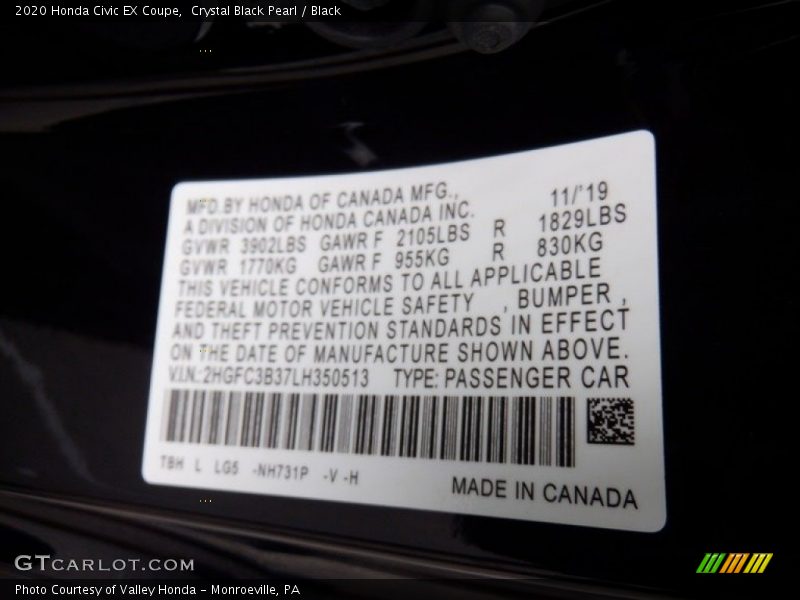 2020 Honda Civic EX Coupe,  Crystal Black Pearl / Black
MFD.BY HONDA OF CANADA MFG., 11/'19
A DIVISION OF HONDA CANADA INC.
GVWR 3902LBS GAWR F 2105LBS R 1829LBS
GVWR 1770KG GAWR F 955KG R 830KG
THIS VEHICLE CONFORMS TO ALL APPLICABLE
FEDERAL MOTOR VEHICLE SAFETY , BUMPER ,
AND THEFT PREVENTION STANDARDS IN EFFECT
ON THE DATE OF MANUFACTURE SHOWN ABOVE.
V.I.N.:2HGFC3B37LH350513 TYPE: PASSENGER CAR
TBH L LG5 -NH731P -V -H
MADE IN CANADA
GTCARLOT.COM
Photo Courtesy of Valley Honda - Monroeville, PA